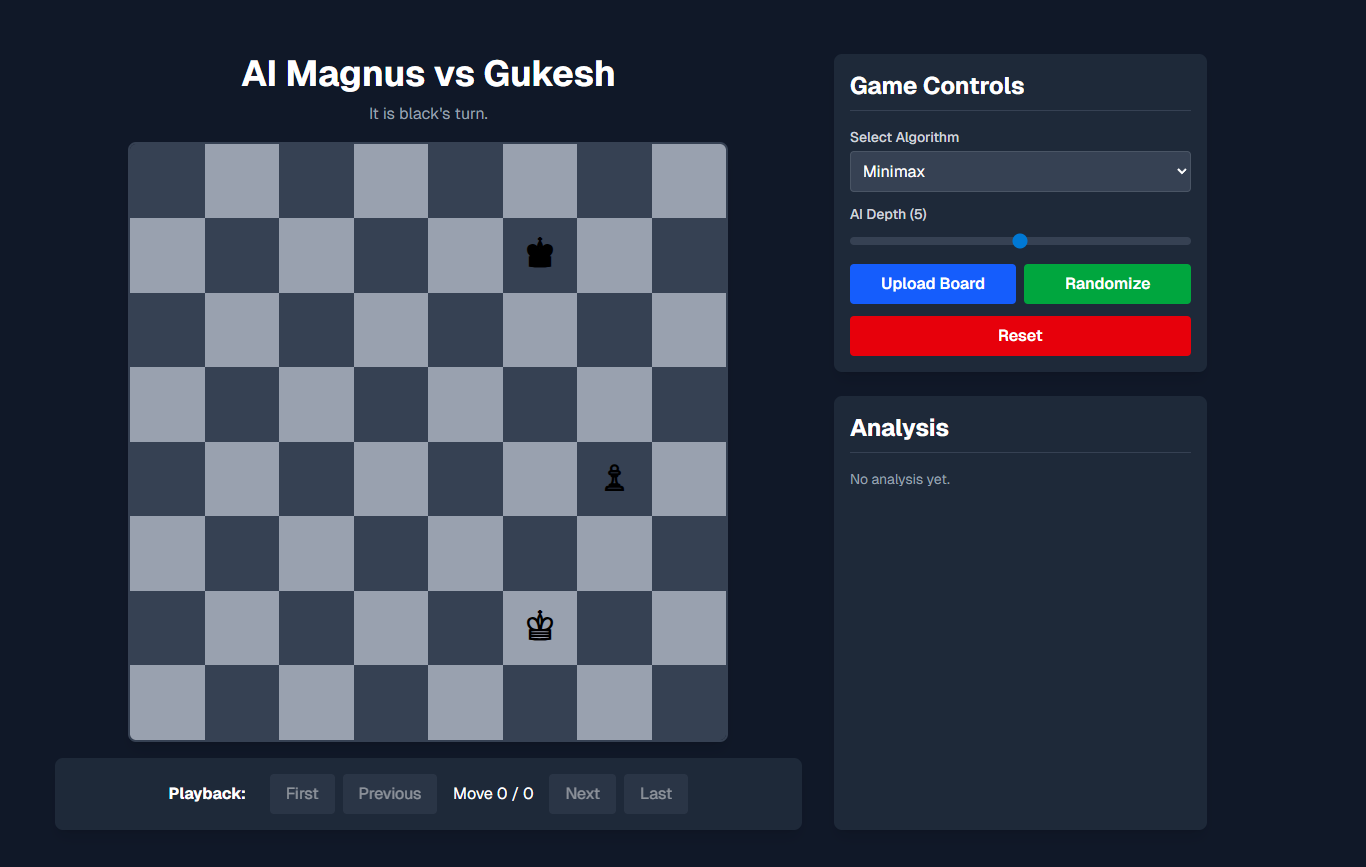 AI Magnus vs Gukesh
It is black's turn.
Playback:
First
Previous
Move 0 / 0
Next
Last
Game Controls
Select Algorithm
Minimax
AI Depth (5)
Upload Board
Randomize
Reset
Analysis
No analysis yet.